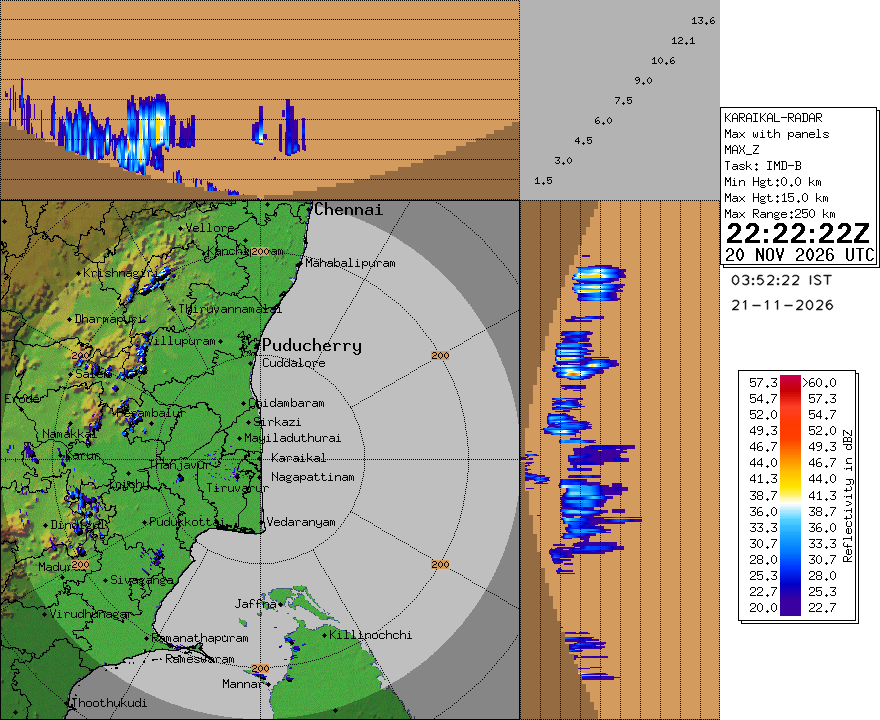 13.6
12.1
10.6
9.0
7.5
6.0
4.5
3.0
1.5
KARAIKAL-RADAR
Max with panels
MAX_Z
Task: IMD-B
Min Hgt:0.0 km
Max Hgt:15.0 km
Max Range:250 km
22:22:22Z
20 NOV 2026 UTC
03:52:22 IST
21-11-2026
Chennai
Vellore
200
Mahabalipuram
Krishnagiri
Thiruvannamalai
Dharmapuri
Villupuram
Puducherry
200
200
Cuddalore
Salem
Erode
Chidambaram
Perambalur
Sirkazi
Namakkal
Mayiladuthurai
Karur
Thanjavur
Karaikal
Nagapattinam
Tiruvarur
Dindigul
Pudukkottai
Vedaranyam
Madurai
200
200
Sivaganga
Jaffna
Virudhunagar
Killinochchi
Ramanathapuram
Rameswaram
200
Mannar
Thoothukudi
57.3 >60.0
54.7 57.3
52.0 54.7
49.3 52.0
46.7 49.3
44.0 46.7
41.3 44.0
38.7 41.3
36.0 38.7
33.3 36.0
30.7 33.3
28.0 30.7
25.3 28.0
22.7 25.3
20.0 22.7
Reflectivity in dBZ